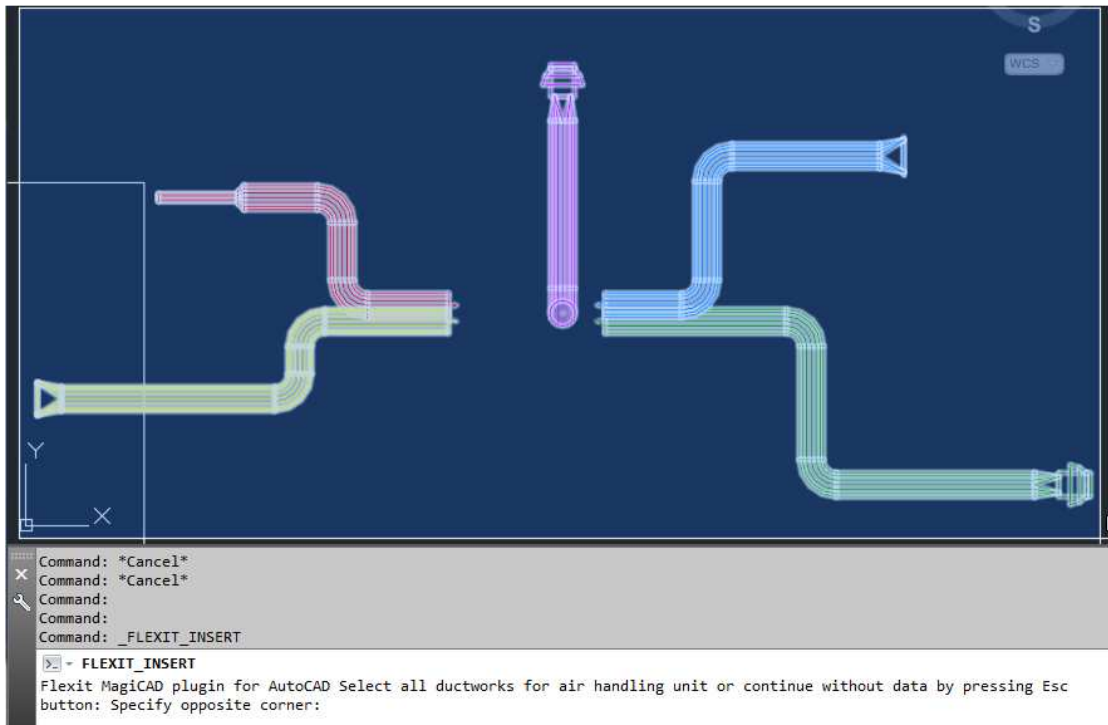 S
WCS
Y
X
Command: *Cancel*
Command: *Cancel*
Command:
Command:
Command: _FLEXIT_INSERT
FLEXIT_INSERT
Flexit MagiCAD plugin for AutoCAD Select all ductworks for air handling unit or continue without data by pressing Esc
button: Specify opposite corner: